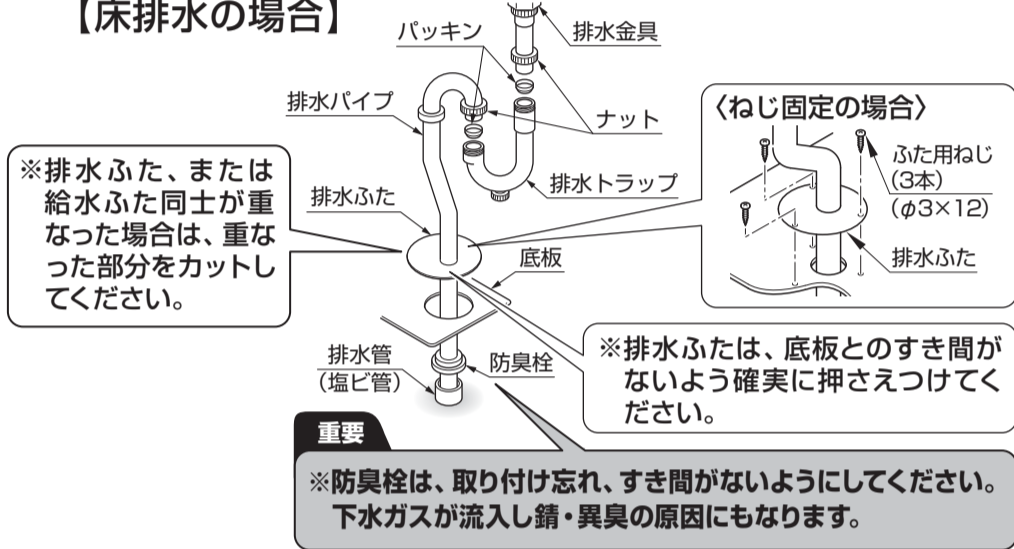 【床排水の場合】
パッキン
排水金具
排水パイプ
ナット
排水トラップ
排水ふた
底板
排水管
(塩ビ管)
防臭栓
※排水ふた、または
給水ふた同士が重
なった場合は、重な
った部分をカットし
てください。
〈ねじ固定の場合〉
ふた用ねじ
(3本)
(φ3×12)
排水ふた
※排水ふたは、底板とのすき間が
ないよう確実に押さえつけてく
ださい。
重要
※防臭栓は、取り付け忘れ、すき間がないようにしてください。
下水ガスが流入し錆・異臭の原因にもなります。